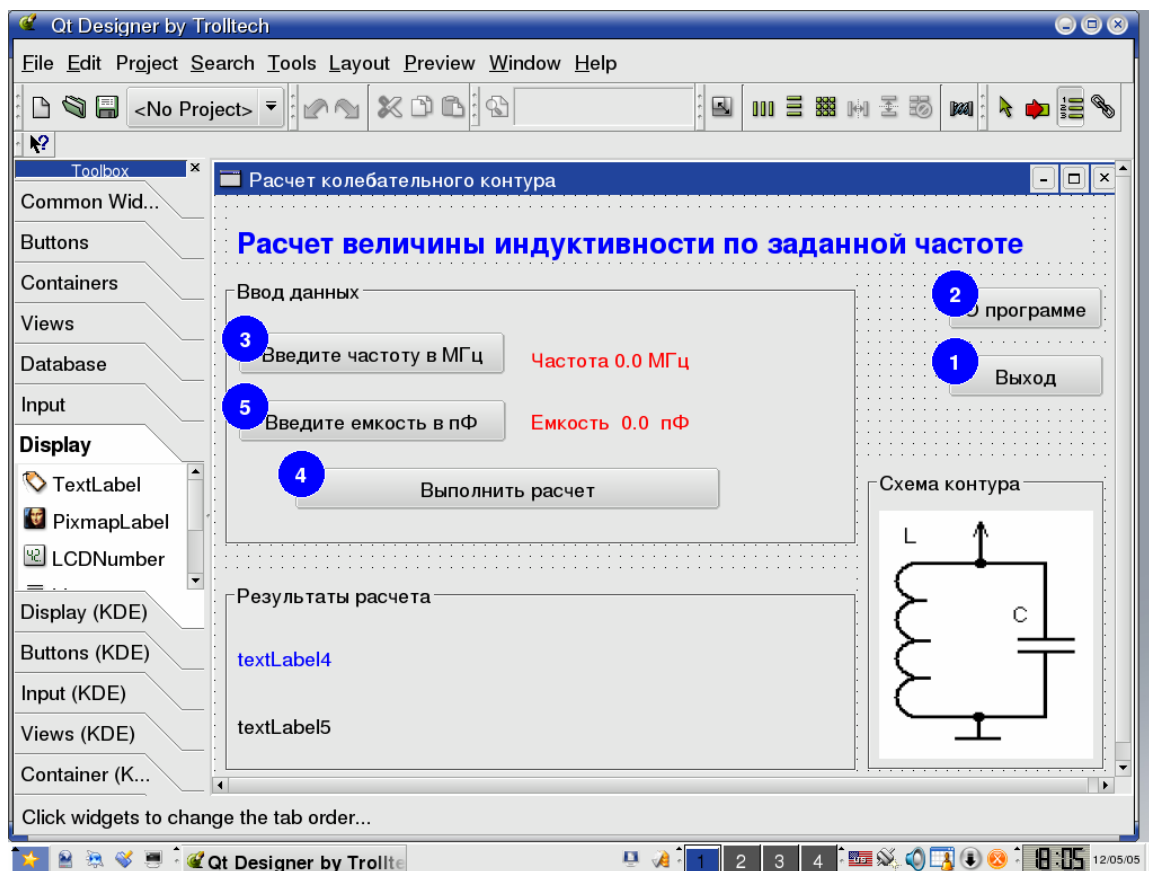 Qt Designer by Trolltech
File Edit Project Search Tools Layout Preview Window Help
<No Project>
Toolbox
Common Wid...
Buttons
Containers
Views
Database
Input
Display
TextLabel
PixmapLabel
42
LCDNumber
Display (KDE)
Buttons (KDE)
Input (KDE)
Views (KDE)
Container (K...
Расчет колебательного контура
Расчет величины индуктивности по заданной частоте
Ввод данных
3
Введите частоту в МГц
Частота 0.0 МГц
5
Введите емкость в пФ
Емкость 0.0 пФ
4
Выполнить расчет
2
О программе
1
Выход
Результаты расчета
textLabel4
textLabel5
Схема контура
L
C
Click widgets to change the tab order...
Qt Designer by Trollte
1 2 3 4
18:05
12/05/05